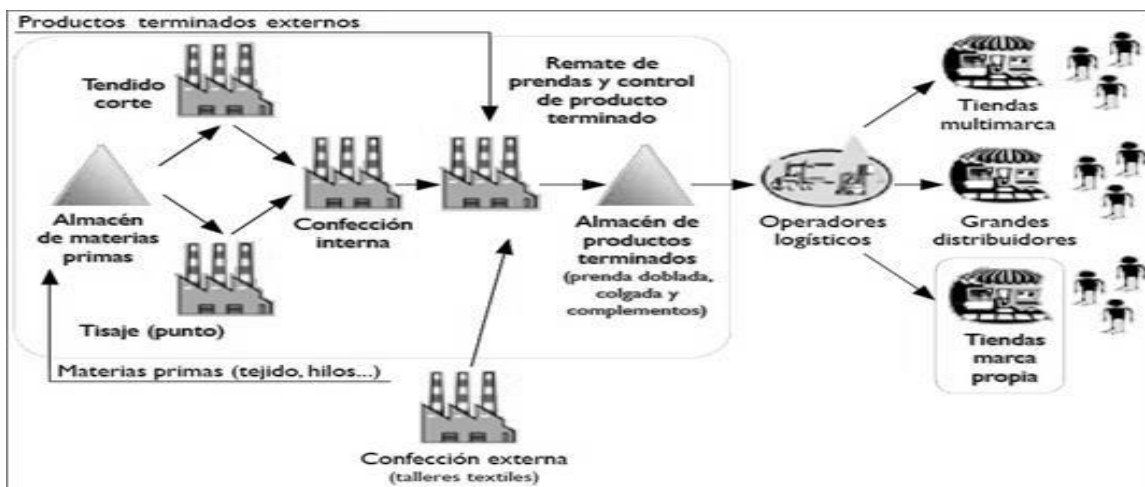 Productos terminados externos
Tendido
corte
Remate de
prendas y control
de producto
terminado
Tiendas
multimarca
Almacén
de materias
primas
Confección
interna
Almacén de
productos
terminados
(prenda doblada,
colgada y
complementos)
Operadores
logísticos
Grandes
distribuidores
Tisaje (punto)
Tiendas
marca
propia
Materias primas (tejido, hilos...)
Confección externa
(talleres textiles)